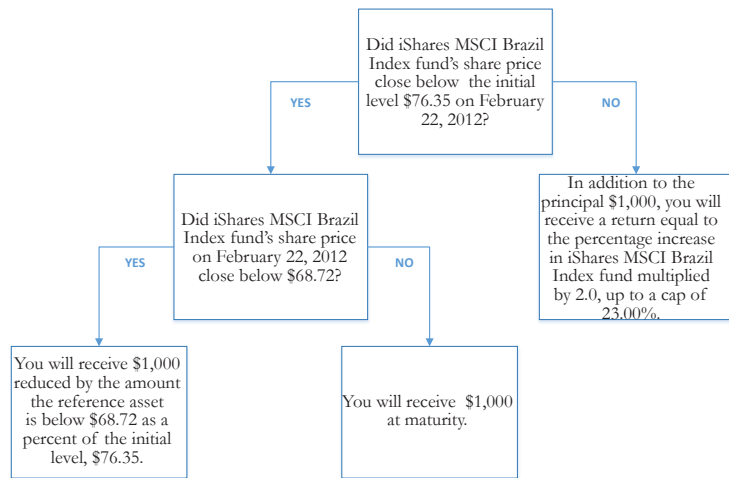 Did iShares MSCI Brazil
Index fund's share price
close below the initial
level $76.35 on February
22, 2012?
YES
NO
Did iShares MSCI Brazil
Index fund's share price
on February 22, 2012
close below $68.72?
In addition to the
principal $1,000, you will
receive a return equal to
the percentage increase
in iShares MSCI Brazil
Index fund multiplied
by 2.0, up to a cap of
23.00%.
YES
NO
You will receive $1,000
reduced by the amount
the reference asset
is below $68.72 as a
percent of the initial
level, $76.35.
You will receive $1,000
at maturity.